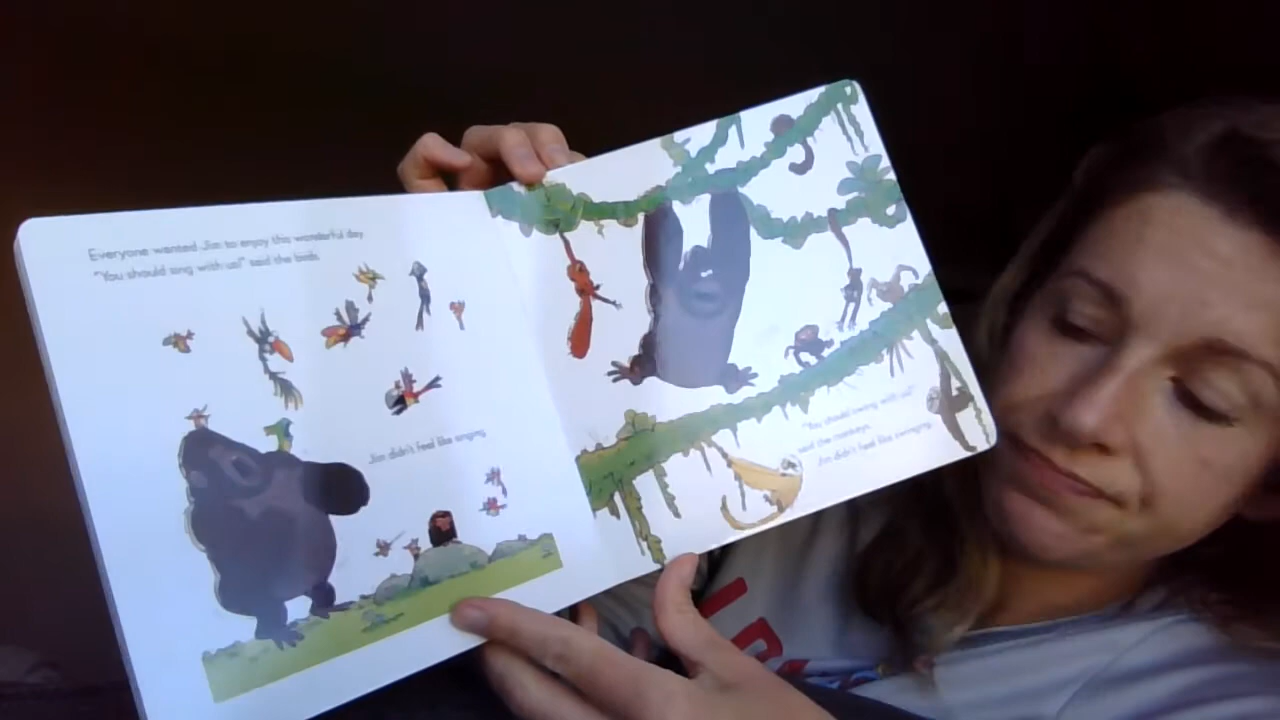 Everyone wanted Jim to enjoy this wonderful day.
"You should sing with us!" said the birds.
Jim didn't feel like singing.
"You should swing with us!"
said the monkeys.
Jim didn't feel like swinging.